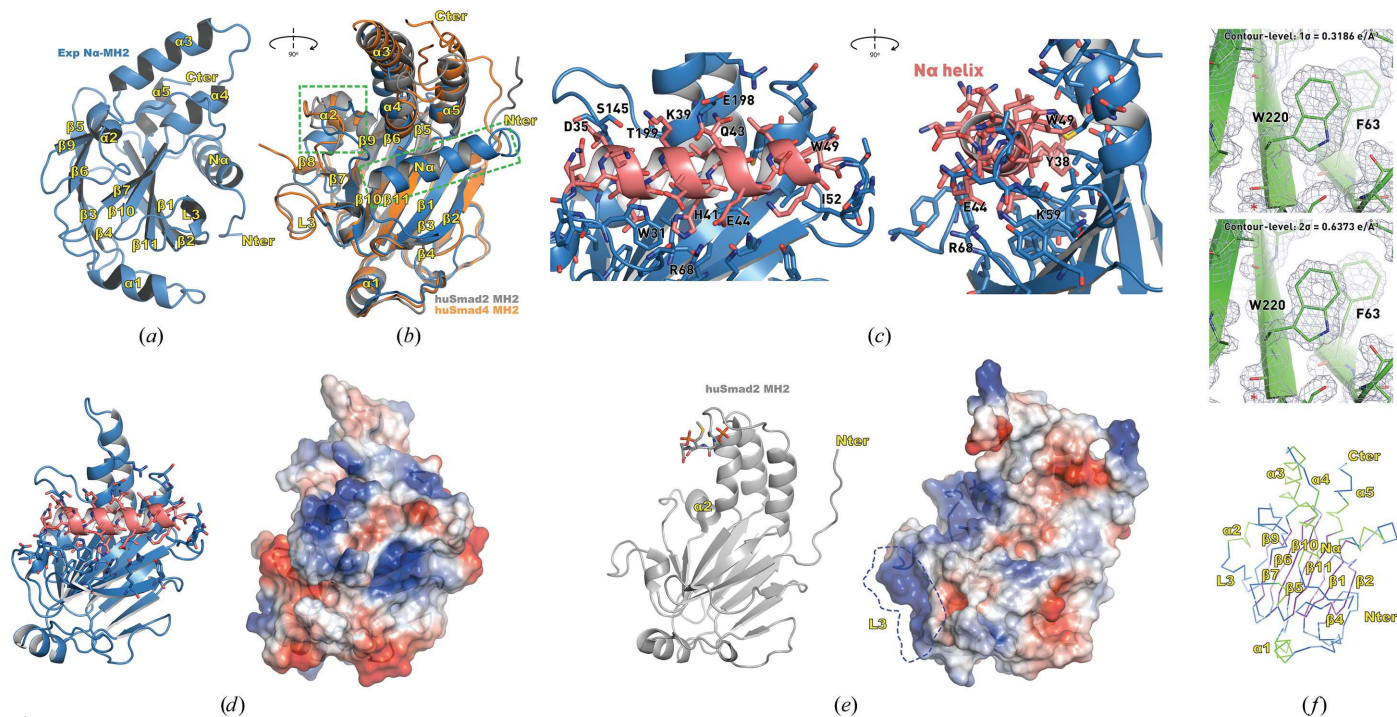 Exp Nα-MH2
α3
Cter
α5
α4
β5
α2
β9
β6
Nα
β7
β3
β10
β1
L3
β4
β11
β2
Nter
α1
(a)
90°
Cter
α3
α2
α4
α5
Nter
β9
β5
β6
β8
Nα
β7
β10
β11
β1
β2
L3
β3
β4
α1
huSmad2 MH2
huSmad4 MH2
(b)
S145
K39
E198
D35
T199
Q43
W49
I52
H41
E44
W31
R68
90°
Nα helix
W49
Y38
E44
K59
R68
(c)
Contour-level: 1σ = 0.3186 e/Å³
W220
F63
Contour-level: 2σ = 0.6373 e/Å³
W220
F63
(d)
huSmad2 MH2
Nter
α2
L3
(e)
Cter
α3
α4
α5
α2
β9
β10
Nα
β6
β11
L3
β7
β5
β1
β2
β4
Nter
α1
(f)